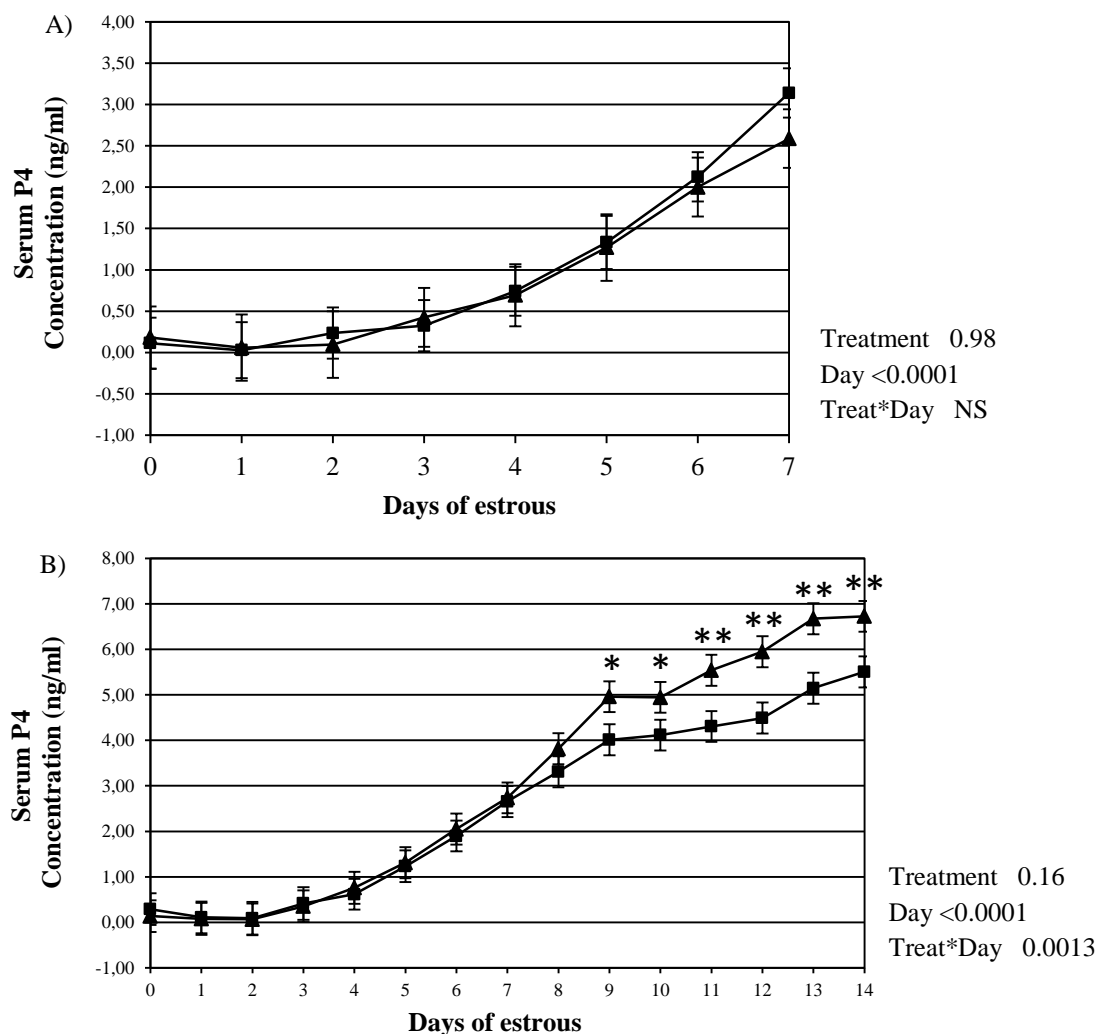 A)
Serum P4
Concentration (ng/ml)
4,00
3,50
3,00
2,50
2,00
1,50
1,00
0,50
0,00
-0,50
-1,00
0 1 2 3 4 5 6 7
Days of estrous
Treatment 0.98
Day <0.0001
Treat*Day NS
B)
Serum P4
Concentration (ng/ml)
8,00
7,00
6,00
5,00
4,00
3,00
2,00
1,00
0,00
-1,00
* * ** ** ** **
0 1 2 3 4 5 6 7 8 9 10 11 12 13 14
Days of estrous
Treatment 0.16
Day <0.0001
Treat*Day 0.0013